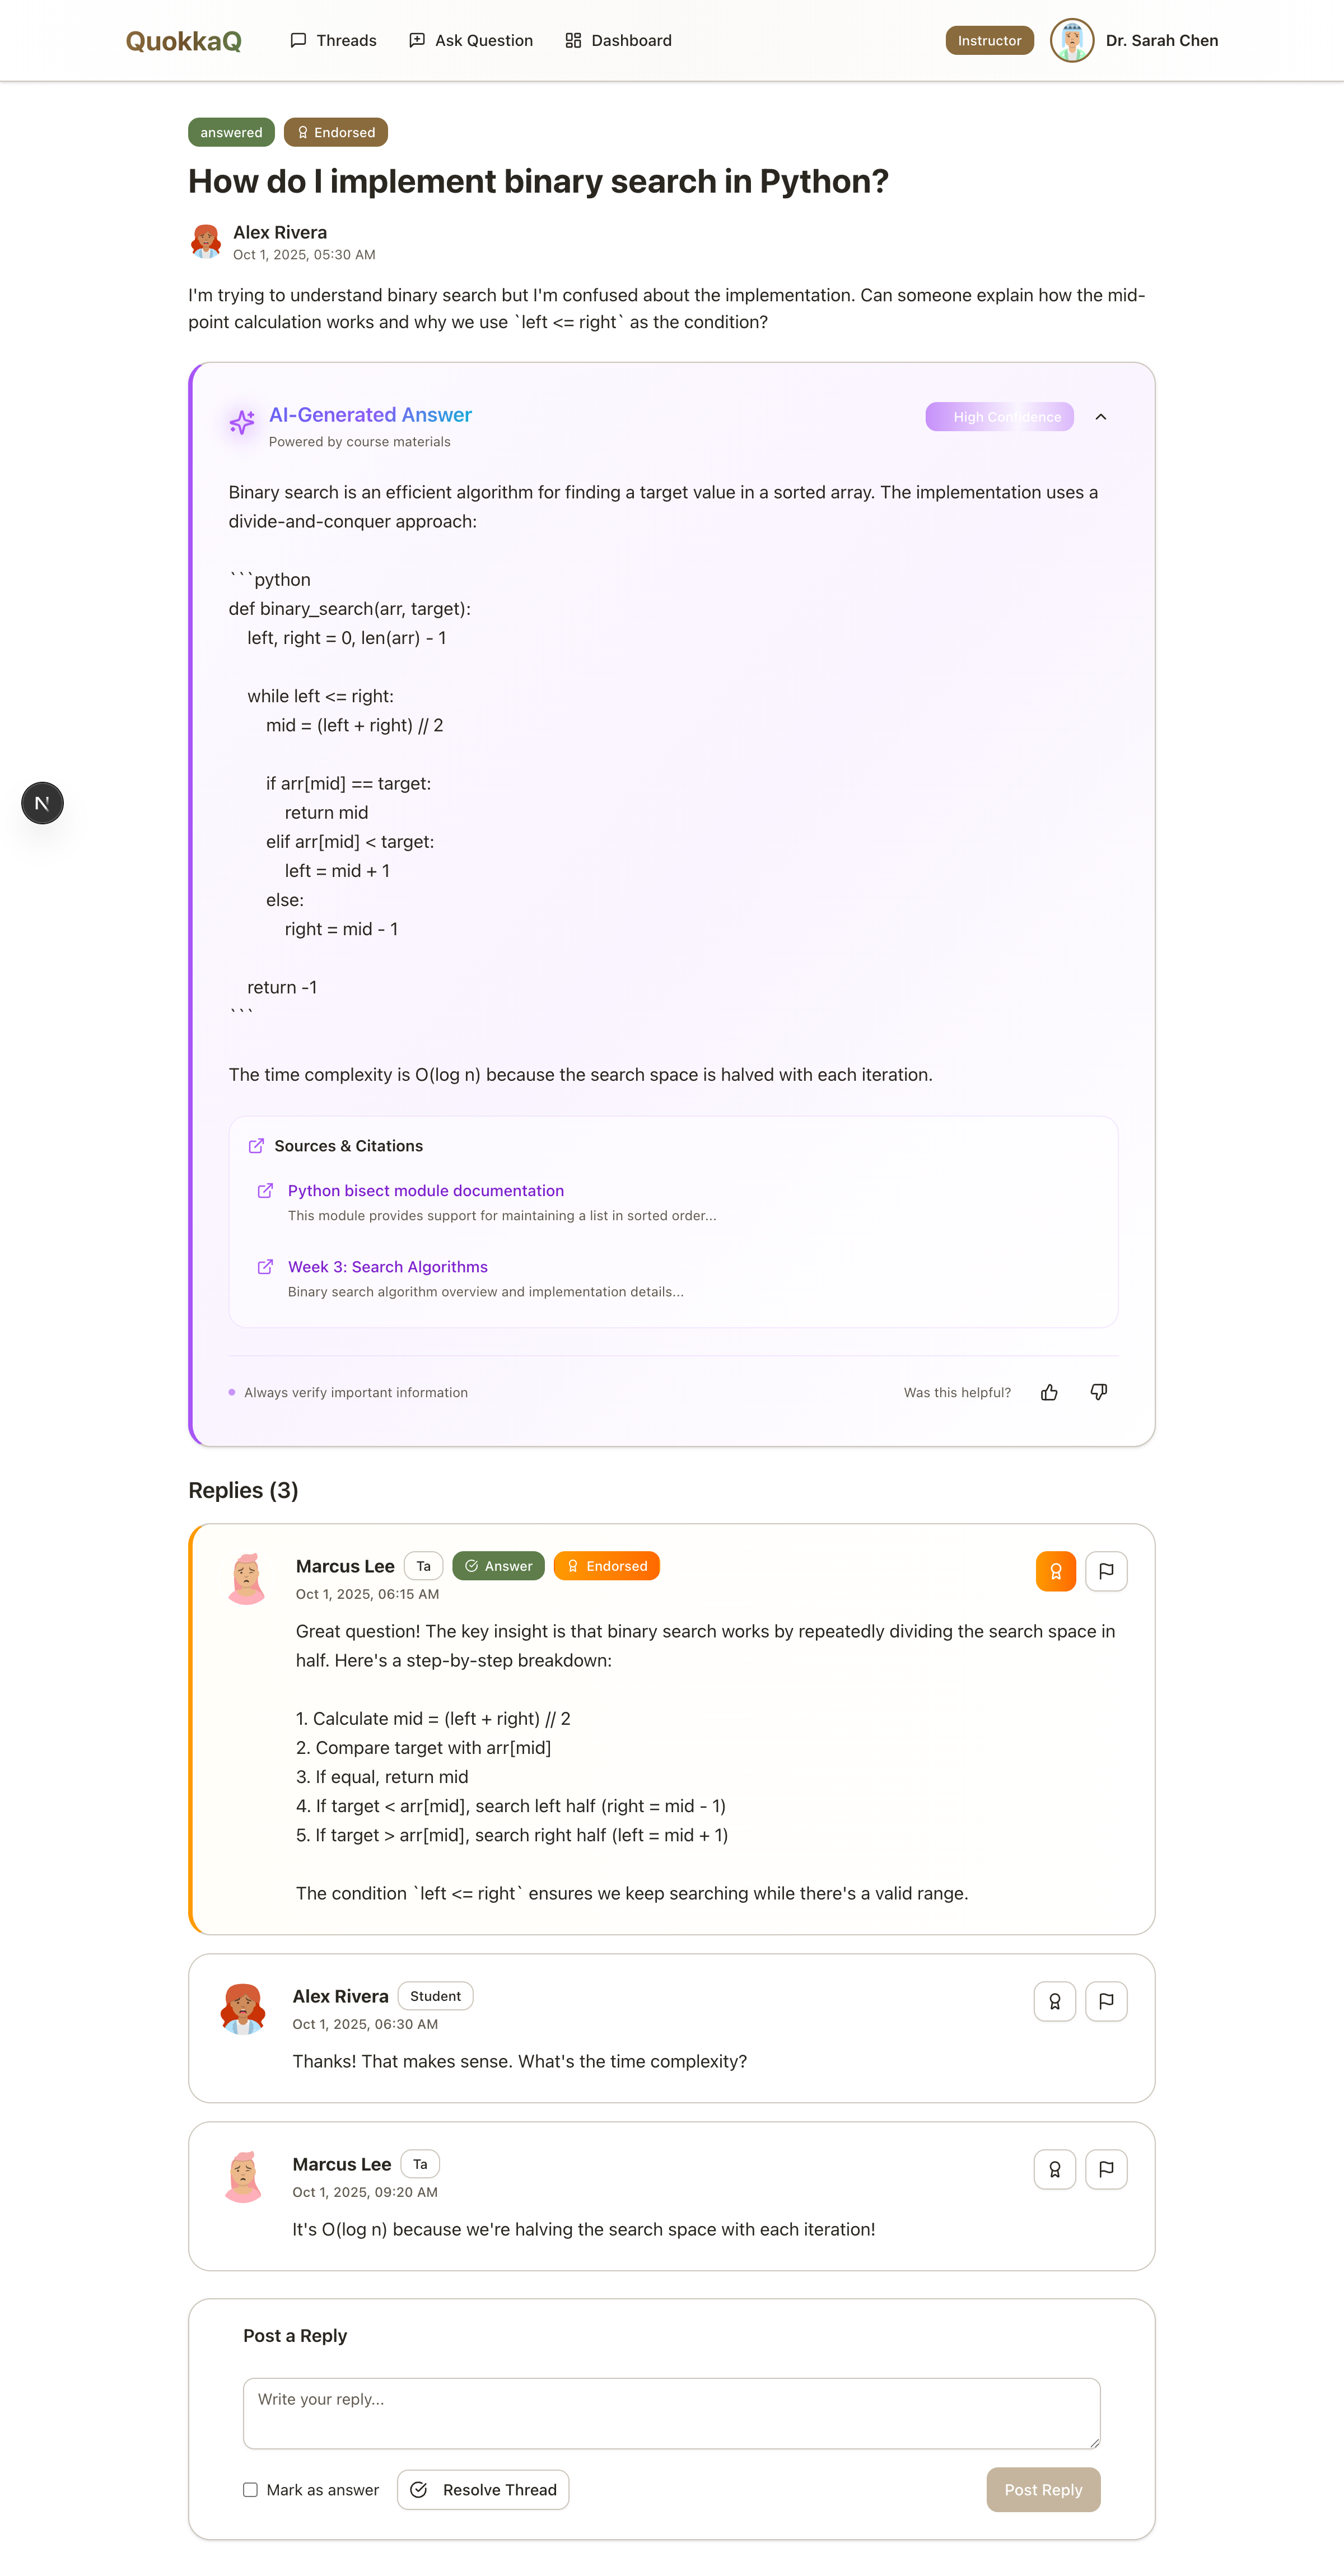 QuokkaQ
Threads
Ask Question
Dashboard
Instructor
Dr. Sarah Chen
answered
Endorsed
How do I implement binary search in Python?
Alex Rivera
Oct 1, 2025, 05:30 AM
I'm trying to understand binary search but I'm confused about the implementation. Can someone explain how the mid-
point calculation works and why we use `left <= right` as the condition?
AI-Generated Answer
High Confidence
Powered by course materials
Binary search is an efficient algorithm for finding a target value in a sorted array. The implementation uses a
divide-and-conquer approach:
```python
def binary_search(arr, target):
    left, right = 0, len(arr) - 1
    while left <= right:
        mid = (left + right) // 2
        if arr[mid] == target:
            return mid
        elif arr[mid] < target:
            left = mid + 1
        else:
            right = mid - 1
    return -1
```
The time complexity is O(log n) because the search space is halved with each iteration.
Sources & Citations
Python bisect module documentation
This module provides support for maintaining a list in sorted order...
Week 3: Search Algorithms
Binary search algorithm overview and implementation details...
Always verify important information
Was this helpful?
N
Replies (3)
Marcus Lee
Ta
Answer
Endorsed
Oct 1, 2025, 06:15 AM
Great question! The key insight is that binary search works by repeatedly dividing the search space in
half. Here's a step-by-step breakdown:
1. Calculate mid = (left + right) // 2
2. Compare target with arr[mid]
3. If equal, return mid
4. If target < arr[mid], search left half (right = mid - 1)
5. If target > arr[mid], search right half (left = mid + 1)
The condition `left <= right` ensures we keep searching while there's a valid range.
Alex Rivera
Student
Oct 1, 2025, 06:30 AM
Thanks! That makes sense. What's the time complexity?
Marcus Lee
Ta
Oct 1, 2025, 09:20 AM
It's O(log n) because we're halving the search space with each iteration!
Post a Reply
Write your reply...
Mark as answer
Resolve Thread
Post Reply